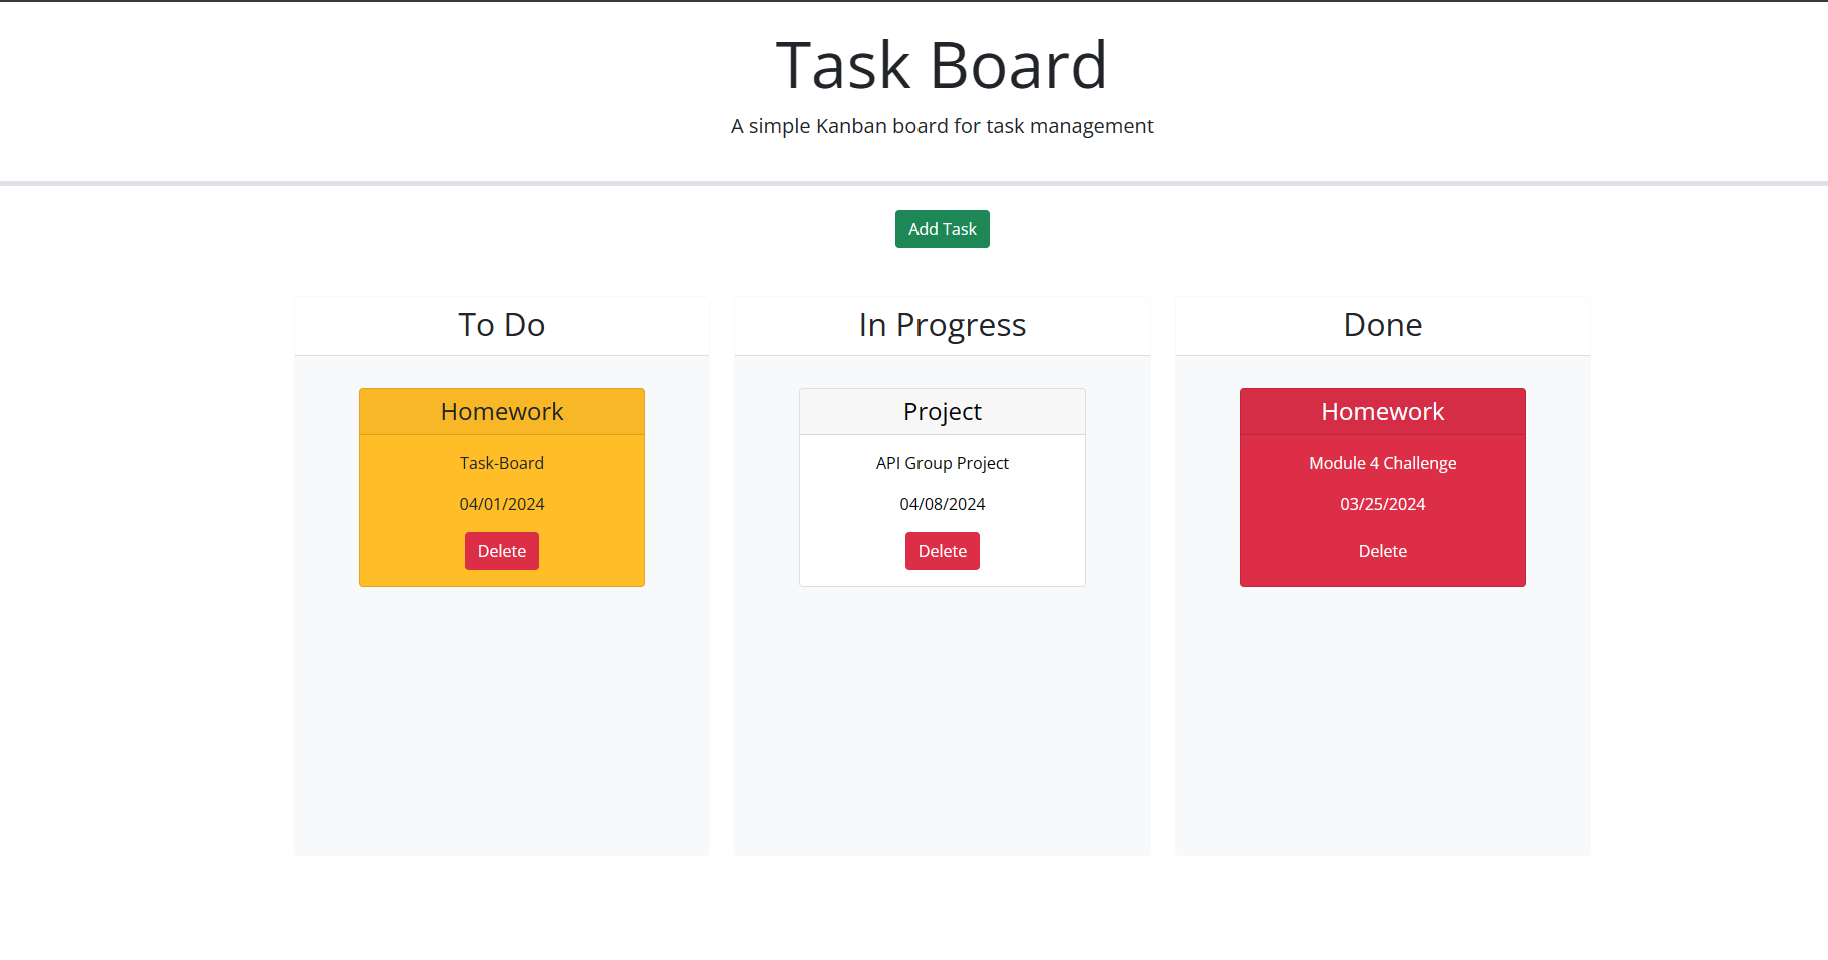 Task Board
A simple Kanban board for task management
Add Task
To Do
Homework
Task-Board
04/01/2024
Delete
In Progress
Project
API Group Project
04/08/2024
Delete
Done
Homework
Module 4 Challenge
03/25/2024
Delete